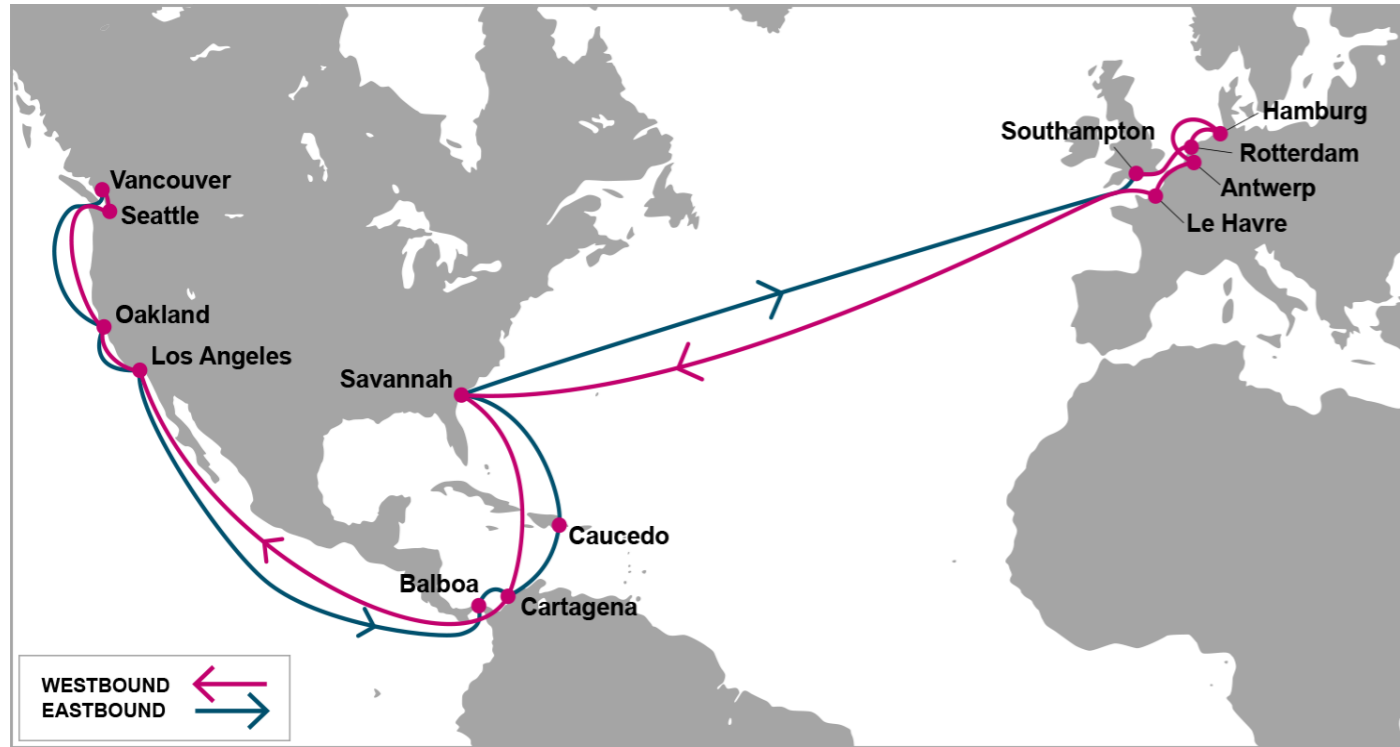 Hamburg
Southampton
Rotterdam
Vancouver
Antwerp
Seattle
Le Havre
Oakland
Los Angeles
Savannah
Caucedo
Balboa
Cartagena
WESTBOUND
EASTBOUND